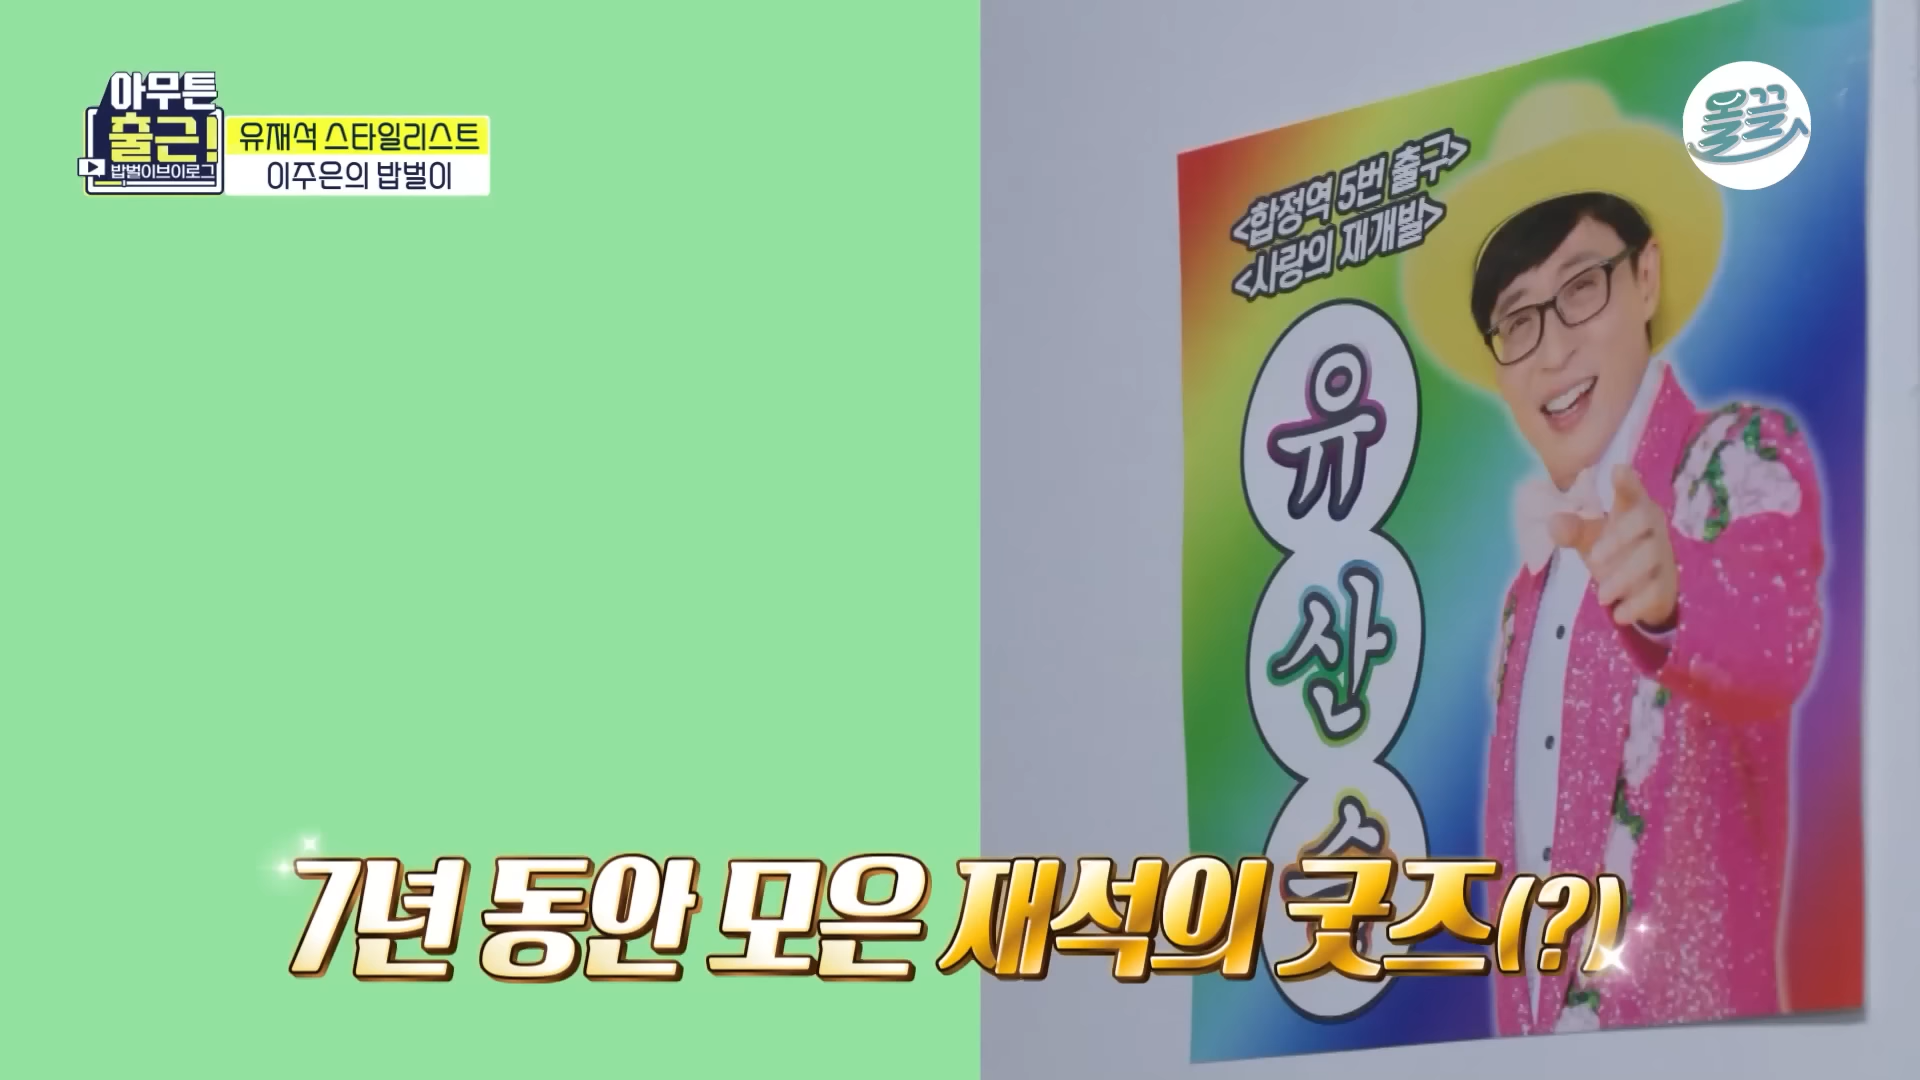 아무튼
출근!
밥벌이브이로그
유재석 스타일리스트
이주은의 밥벌이
올끌
<합정역 5번 출구>
<사랑의 재개발>
유
산
슬
7년 동안 모은 재석의 굿즈(?)